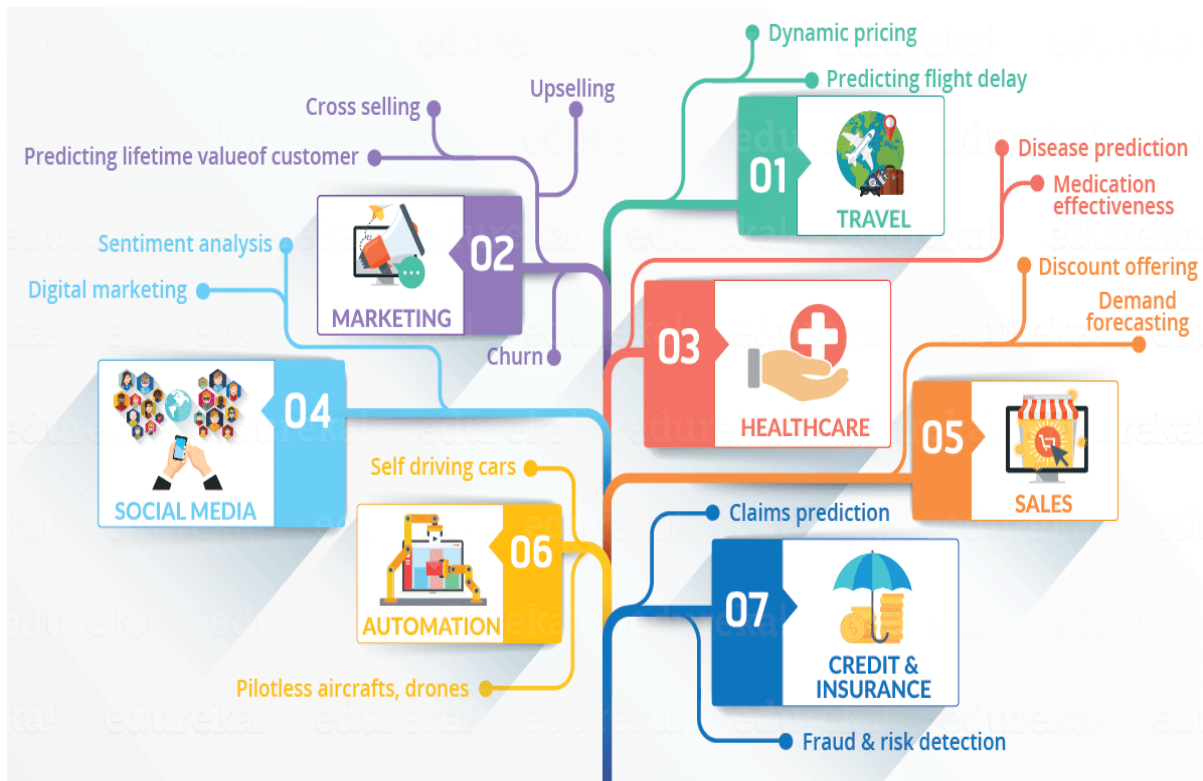 Dynamic pricing
Predicting flight delay
01
TRAVEL
Upselling
Cross selling
Predicting lifetime valueof customer
02
MARKETING
Churn
Disease prediction
Medication
effectiveness
03
HEALTHCARE
Sentiment analysis
Digital marketing
04
SOCIAL MEDIA
Discount offering
Demand
forecasting
05
SALES
Self driving cars
06
AUTOMATION
Pilotless aircrafts, drones
Claims prediction
07
CREDIT &
INSURANCE
Fraud & risk detection
edureka!